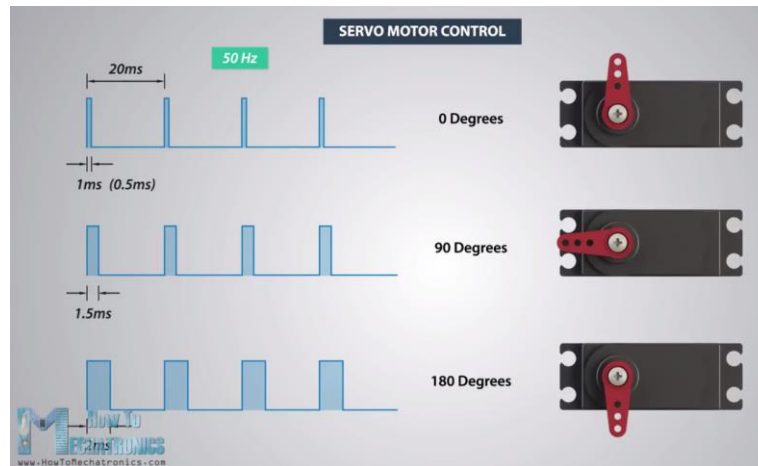 SERVO MOTOR CONTROL
50 Hz
20ms
0 Degrees
1ms (0.5ms)
90 Degrees
1.5ms
180 Degrees
2ms
How To
MECHATRONICS
www.HowToMechatronics.com